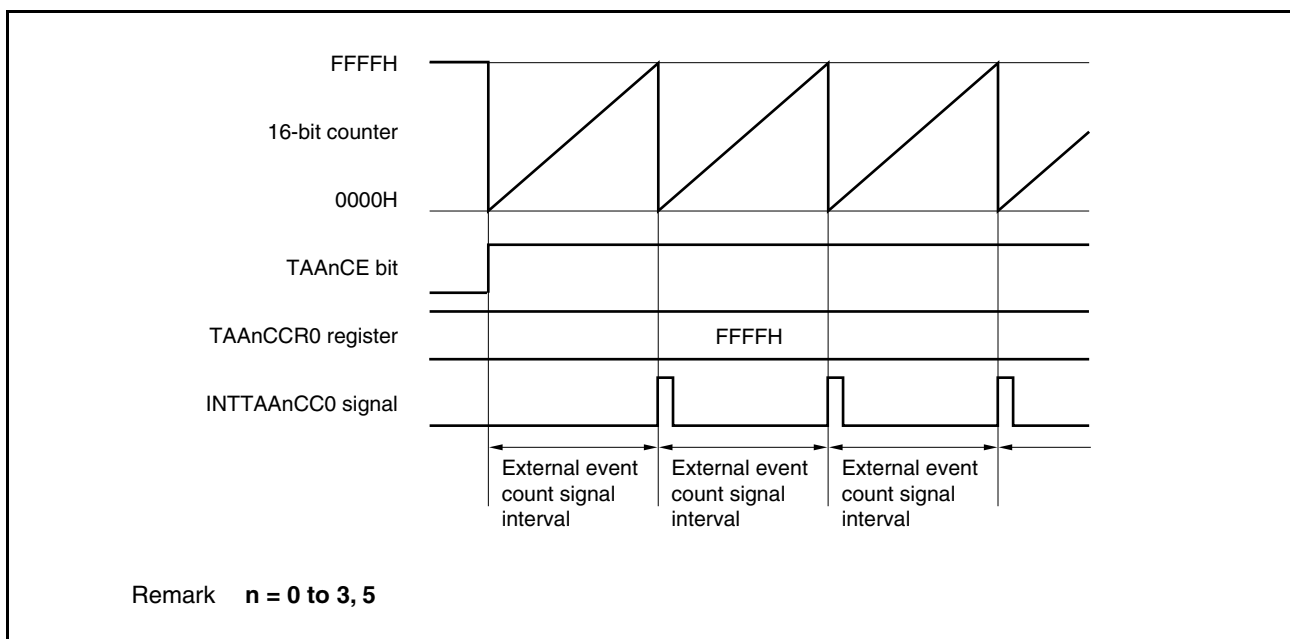 FFFFH
16-bit counter
0000H
TAAnCE bit
TAAnCCR0 register
FFFFH
INTTAAnCC0 signal
External event
count signal
interval
External event
count signal
interval
External event
count signal
interval
Remark n = 0 to 3, 5